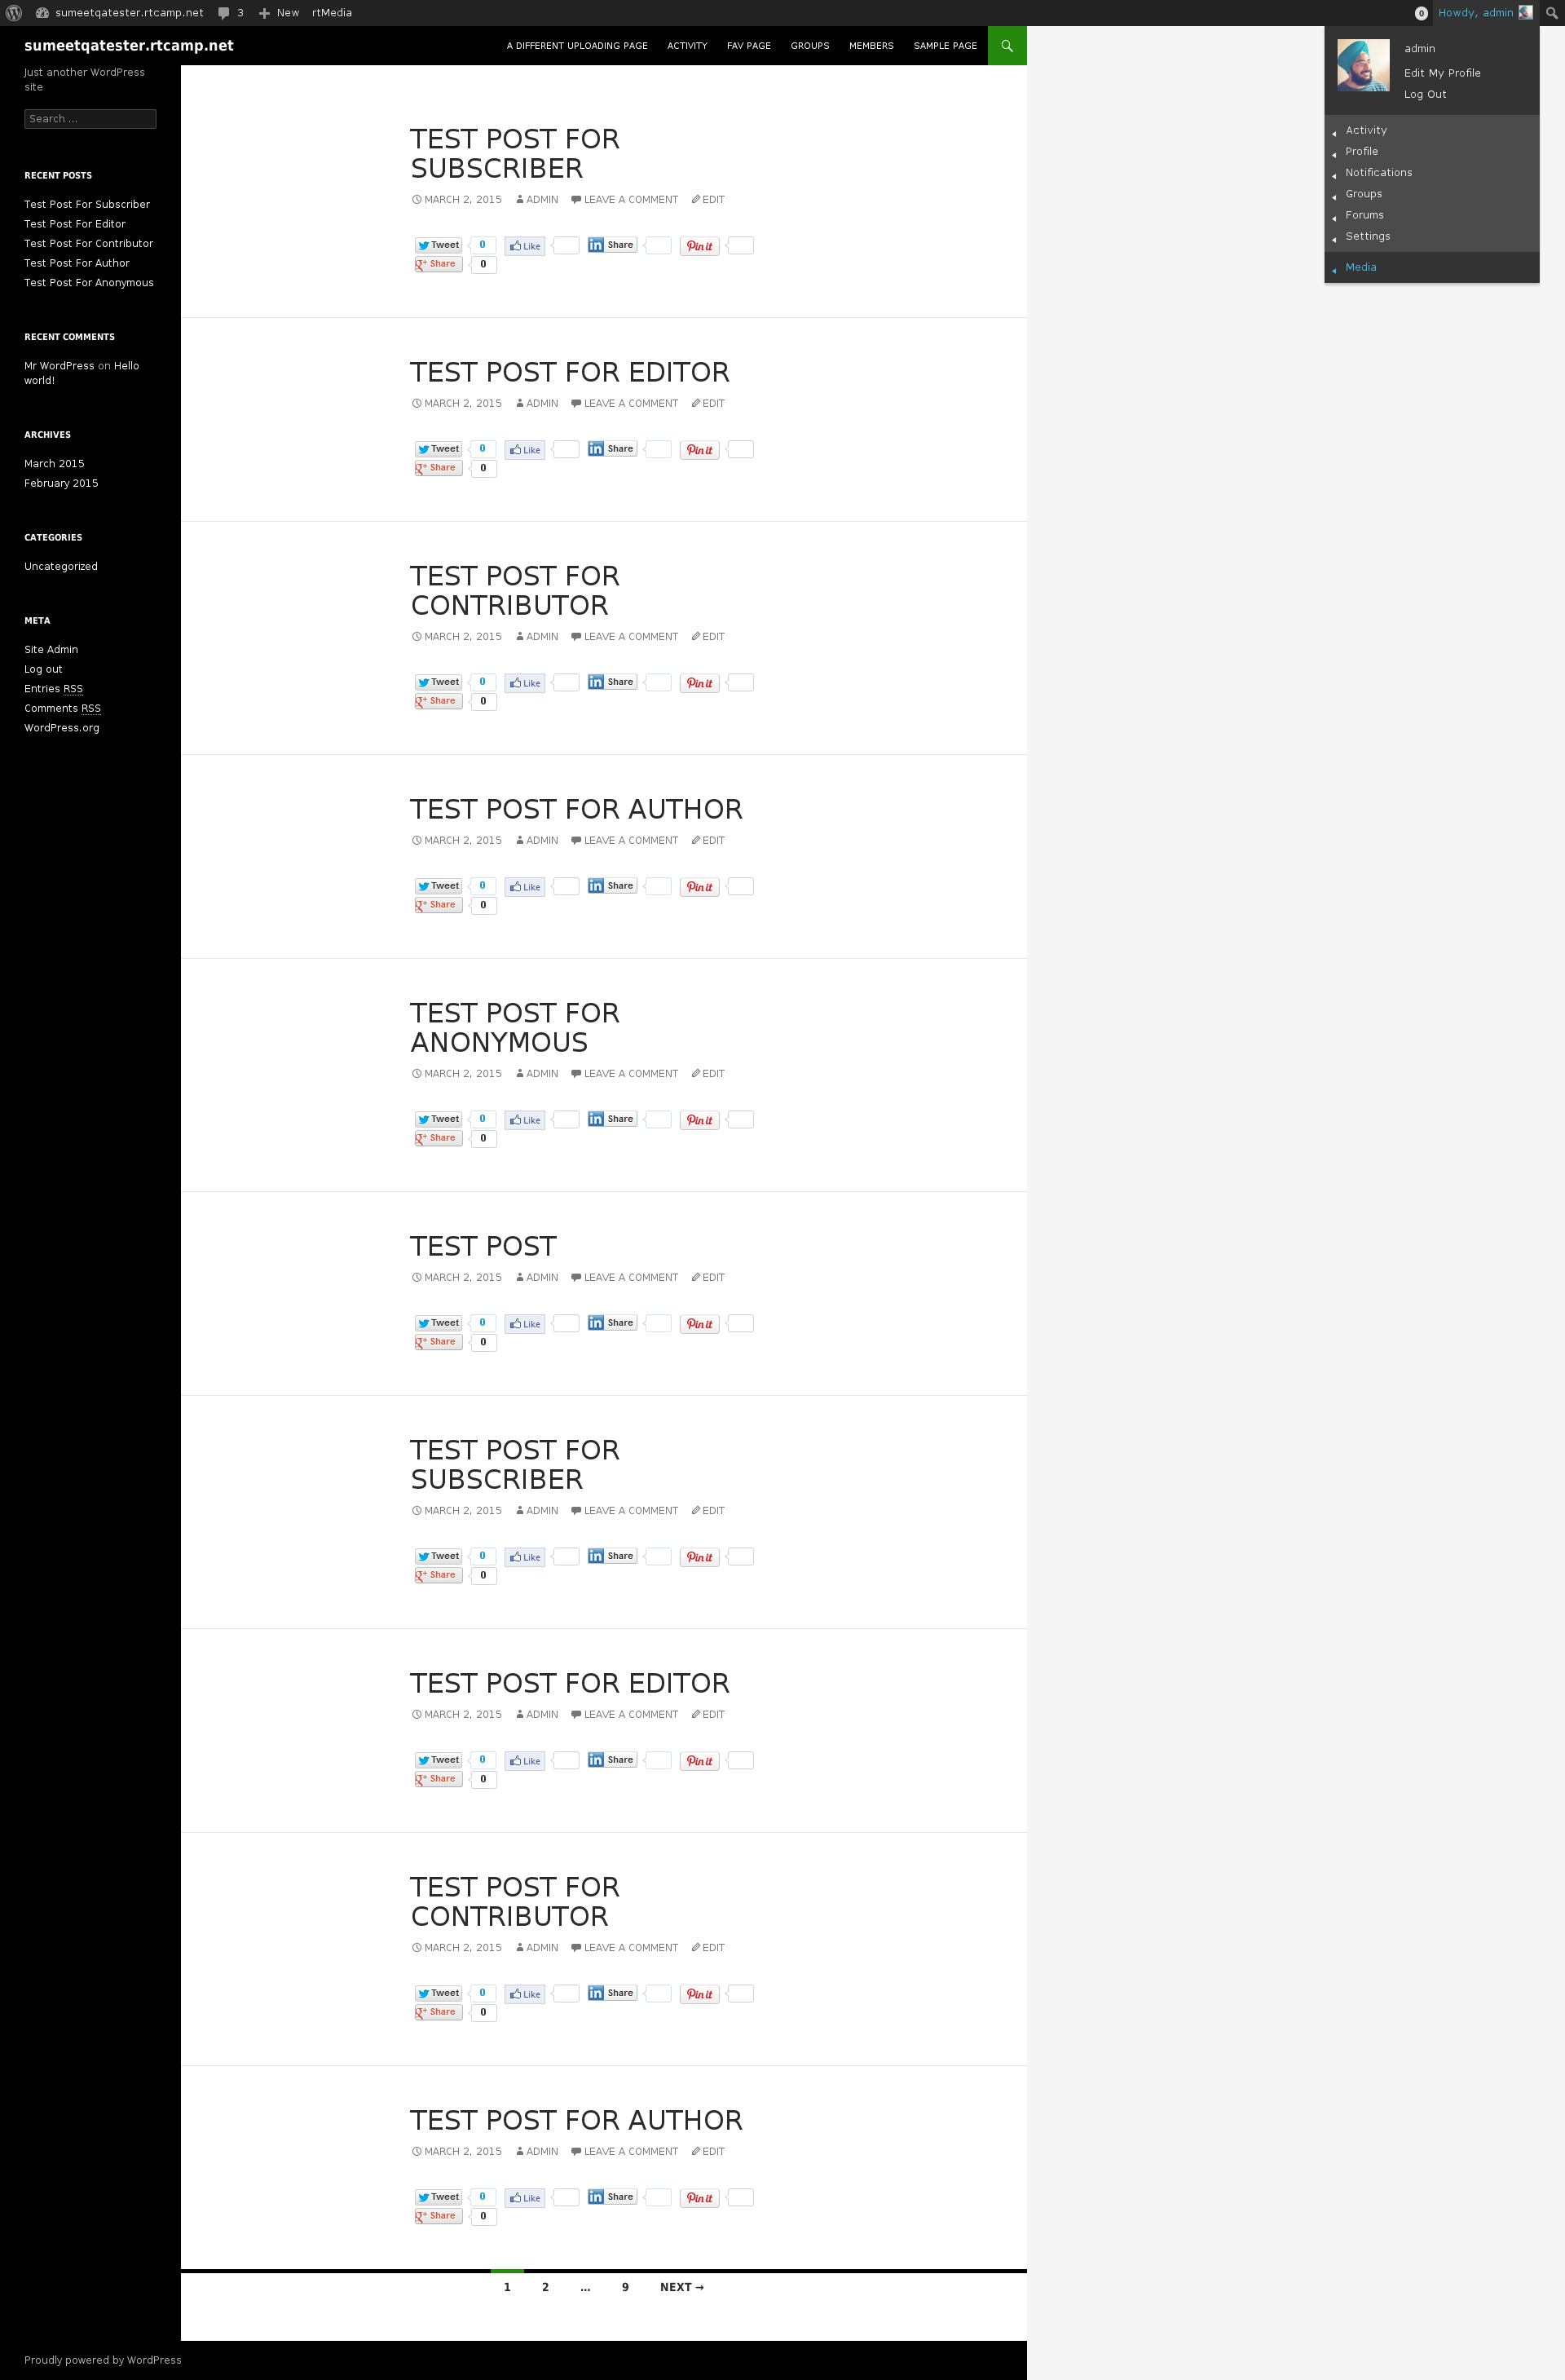 sumeetqatester.rtcamp.net 3 New rtMedia 0 Howdy, admin
sumeetqatester.rtcamp.net
A DIFFERENT UPLOADING PAGE ACTIVITY FAV PAGE GROUPS MEMBERS SAMPLE PAGE
admin
Edit My Profile
Log Out
Activity
Profile
Notifications
Groups
Forums
Settings
Media
Just another WordPress
site
Search ...
RECENT POSTS
Test Post For Subscriber
Test Post For Editor
Test Post For Contributor
Test Post For Author
Test Post For Anonymous
RECENT COMMENTS
Mr WordPress on Hello
world!
ARCHIVES
March 2015
February 2015
CATEGORIES
Uncategorized
META
Site Admin
Log out
Entries RSS
Comments RSS
WordPress.org
TEST POST FOR
SUBSCRIBER
MARCH 2, 2015 ADMIN LEAVE A COMMENT EDIT
Tweet 0 Like in Share Pin it
g+ Share 0
TEST POST FOR EDITOR
MARCH 2, 2015 ADMIN LEAVE A COMMENT EDIT
Tweet 0 Like in Share Pin it
g+ Share 0
TEST POST FOR
CONTRIBUTOR
MARCH 2, 2015 ADMIN LEAVE A COMMENT EDIT
Tweet 0 Like in Share Pin it
g+ Share 0
TEST POST FOR AUTHOR
MARCH 2, 2015 ADMIN LEAVE A COMMENT EDIT
Tweet 0 Like in Share Pin it
g+ Share 0
TEST POST FOR
ANONYMOUS
MARCH 2, 2015 ADMIN LEAVE A COMMENT EDIT
Tweet 0 Like in Share Pin it
g+ Share 0
TEST POST
MARCH 2, 2015 ADMIN LEAVE A COMMENT EDIT
Tweet 0 Like in Share Pin it
g+ Share 0
TEST POST FOR
SUBSCRIBER
MARCH 2, 2015 ADMIN LEAVE A COMMENT EDIT
Tweet 0 Like in Share Pin it
g+ Share 0
TEST POST FOR EDITOR
MARCH 2, 2015 ADMIN LEAVE A COMMENT EDIT
Tweet 0 Like in Share Pin it
g+ Share 0
TEST POST FOR
CONTRIBUTOR
MARCH 2, 2015 ADMIN LEAVE A COMMENT EDIT
Tweet 0 Like in Share Pin it
g+ Share 0
TEST POST FOR AUTHOR
MARCH 2, 2015 ADMIN LEAVE A COMMENT EDIT
Tweet 0 Like in Share Pin it
g+ Share 0
1 2 … 9 NEXT →
Proudly powered by WordPress